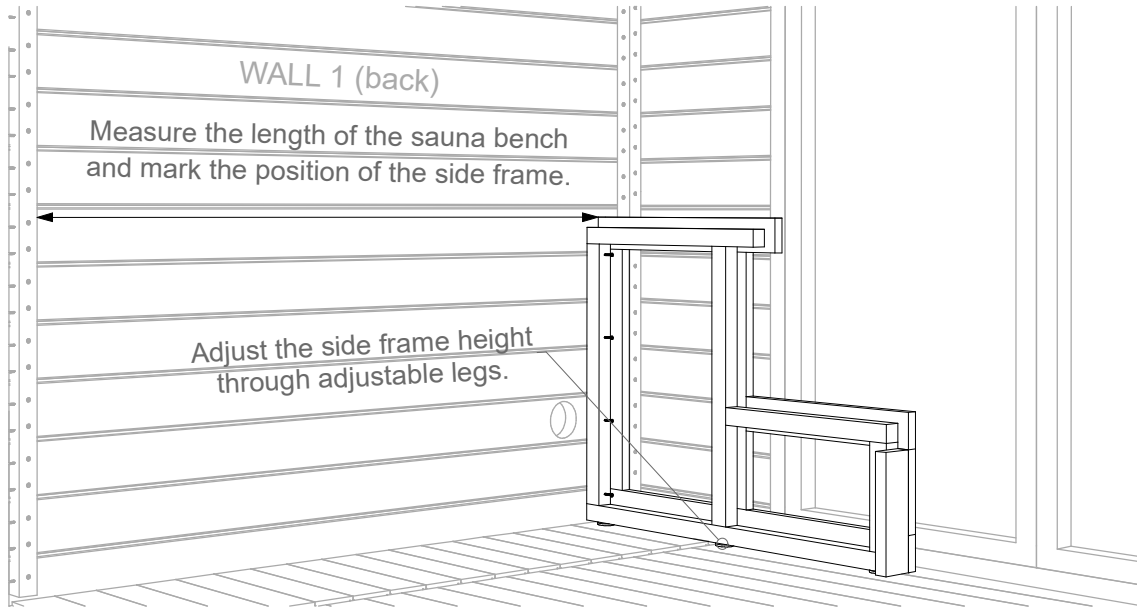 WALL 1 (back)
Measure the length of the sauna bench
and mark the position of the side frame.
Adjust the side frame height
through adjustable legs.